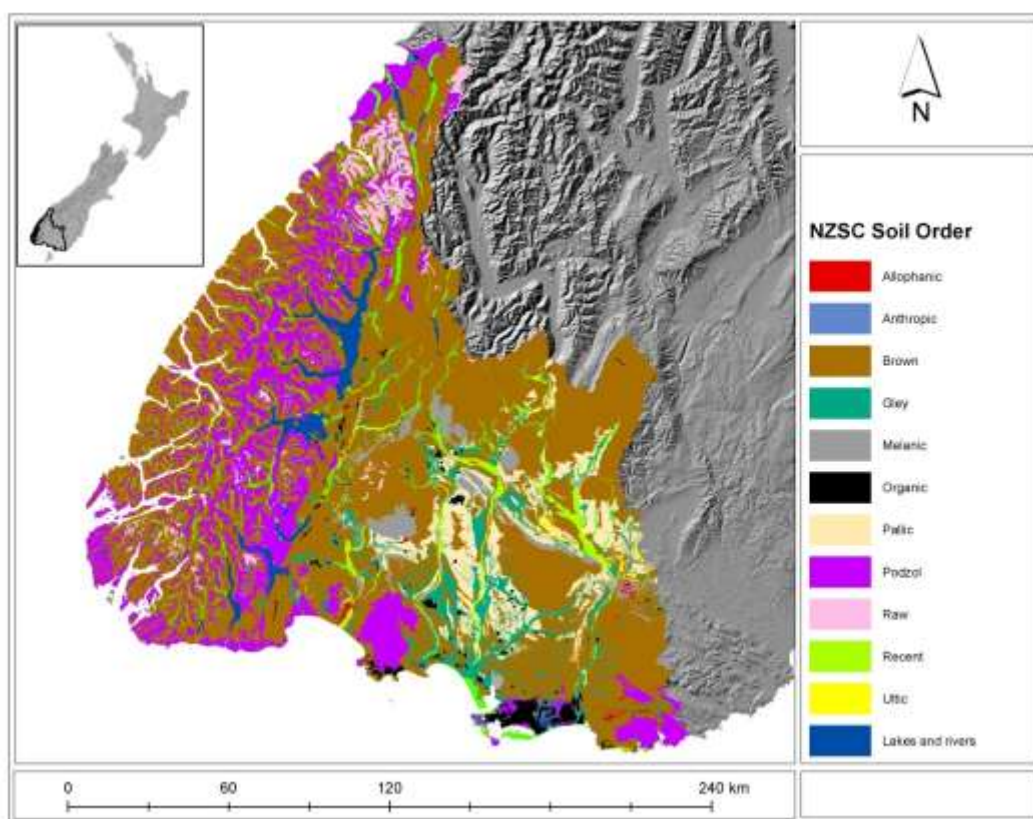 N
NZSC Soil Order
Allophanic
Anthropic
Brown
Gley
Melanic
Organic
Pallic
Podzol
Raw
Recent
Ultic
Lakes and rivers
0 60 120 240 km